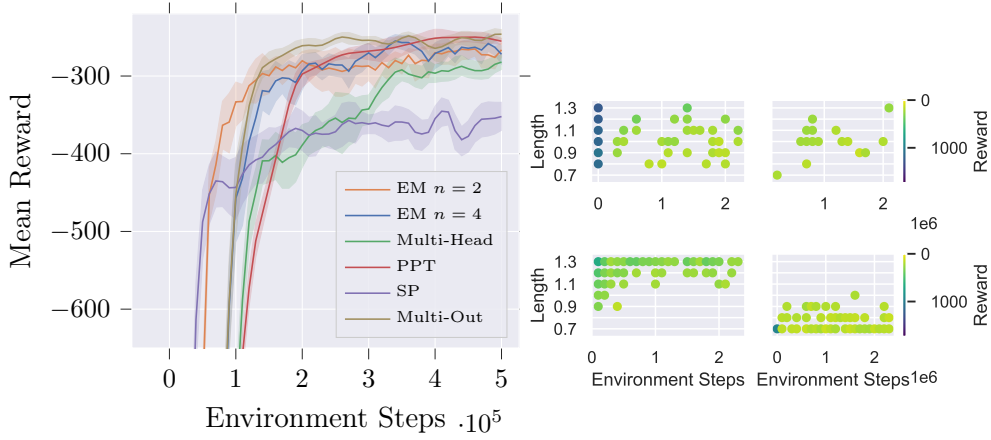 Mean Reward
−300
−400
−500
−600
EM n = 2
EM n = 4
Multi-Head
PPT
SP
Multi-Out
0 1 2 3 4 5
Environment Steps ·10⁵
Length
1.3
1.1
0.9
0.7
0 1 2
1 2
1e6
0
1000
Reward
Length
1.3
1.1
0.9
0.7
0 1 2
Environment Steps
0 1 2
Environment Steps
1e6
0
1000
Reward